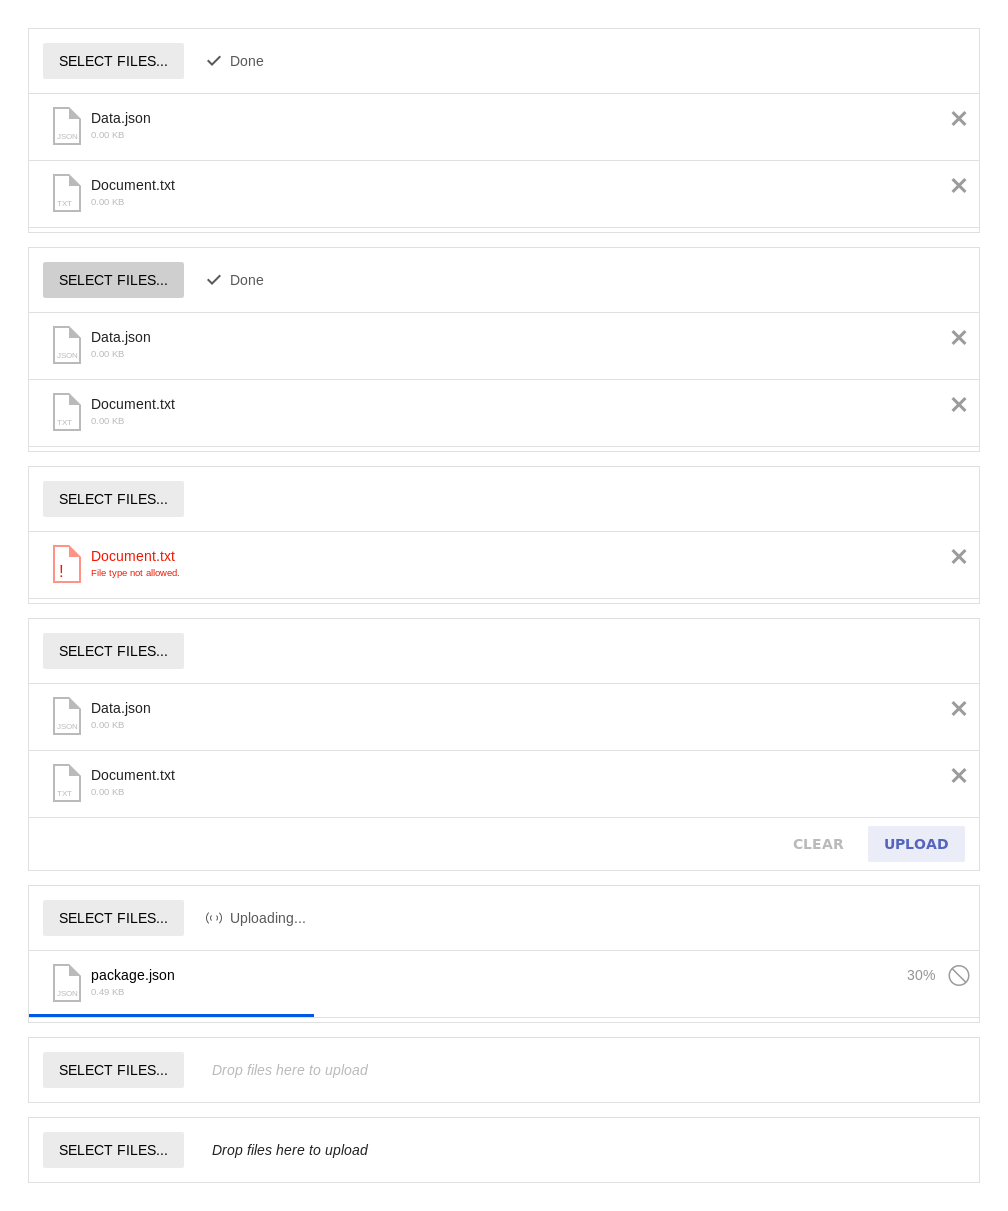 SELECT FILES... Done
Data.json
JSON
0.00 KB
Document.txt
TXT
0.00 KB
SELECT FILES... Done
Data.json
JSON
0.00 KB
Document.txt
TXT
0.00 KB
SELECT FILES...
Document.txt
!
File type not allowed.
SELECT FILES...
Data.json
JSON
0.00 KB
Document.txt
TXT
0.00 KB
CLEAR UPLOAD
SELECT FILES... Uploading...
package.json 30%
JSON
0.49 KB
SELECT FILES... Drop files here to upload
SELECT FILES... Drop files here to upload